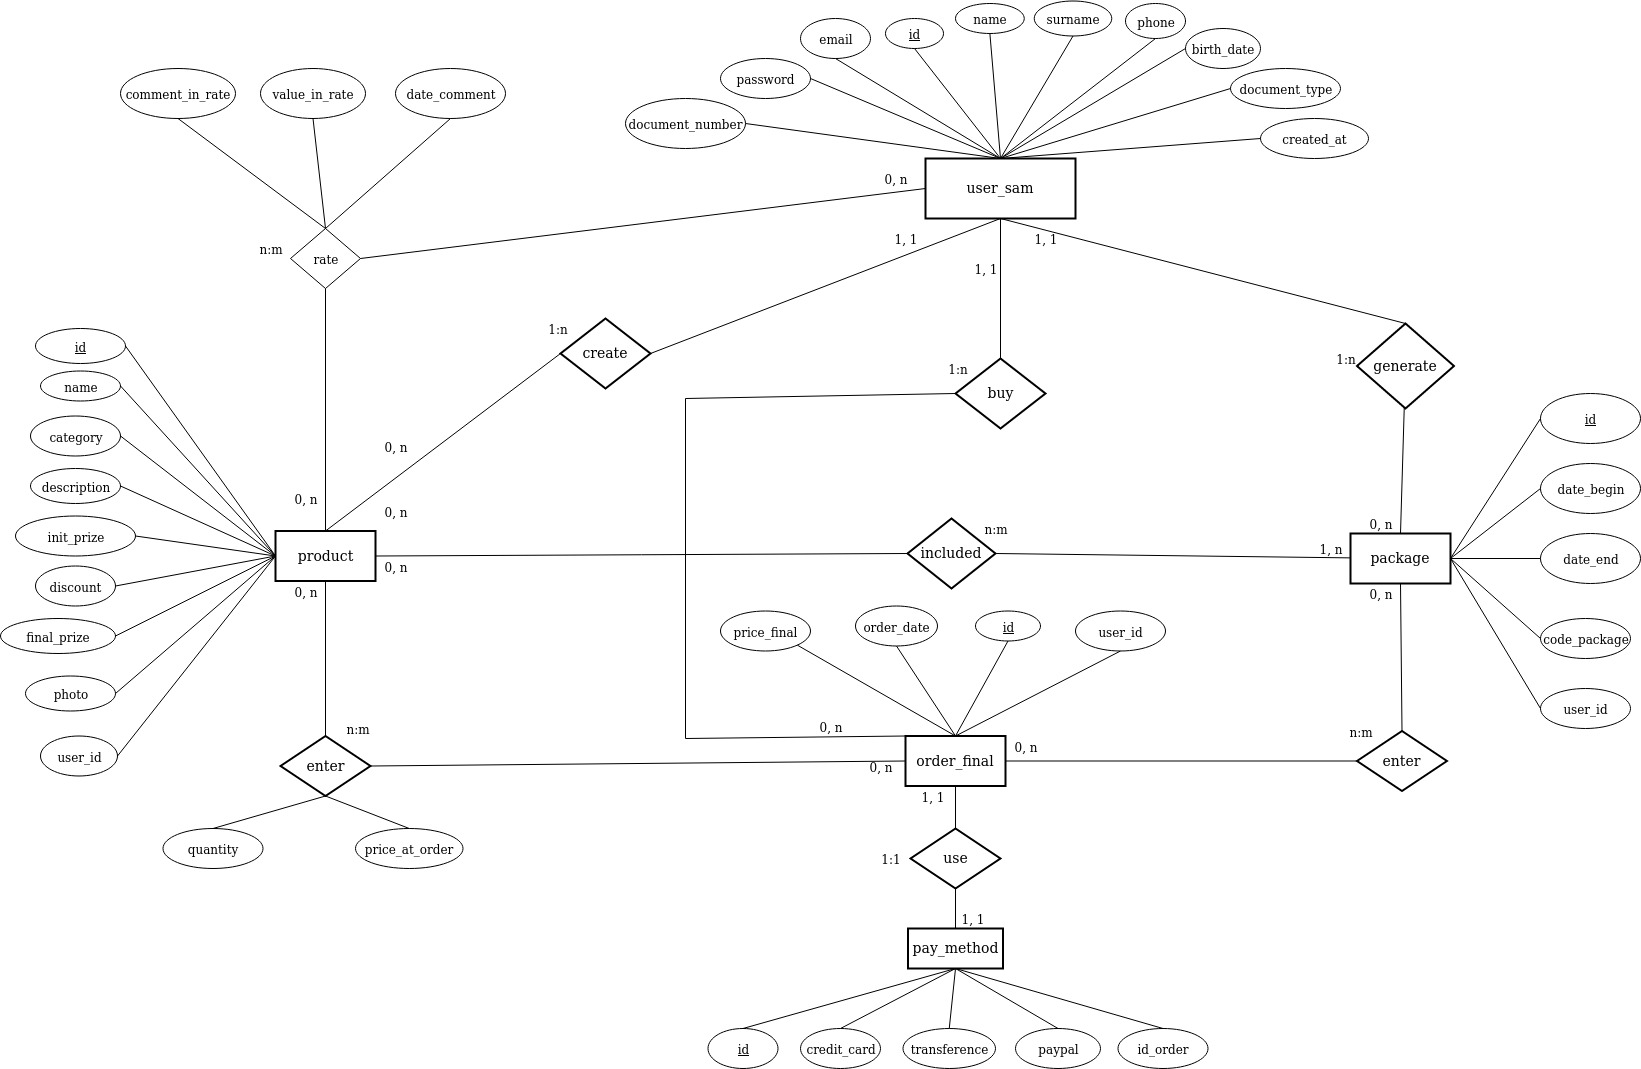 name
surname
phone
email
id
birth_date
password
document_type
comment_in_rate
value_in_rate
date_comment
document_number
created_at
0, n
user_sam
n:m
rate
1, 1
1, 1
1, 1
1:n
create
id
name
1:n
buy
1:n
generate
category
0, n
id
description
0, n
0, n
date_begin
init_prize
product
included
n:m
1, n
0, n
package
date_end
0, n
0, n
0, n
discount
final_prize
price_final
order_date
id
user_id
code_package
photo
user_id
user_id
n:m
enter
0, n
0, n
order_final
0, n
n:m
enter
1, 1
quantity
price_at_order
1:1
use
1, 1
pay_method
id
credit_card
transference
paypal
id_order